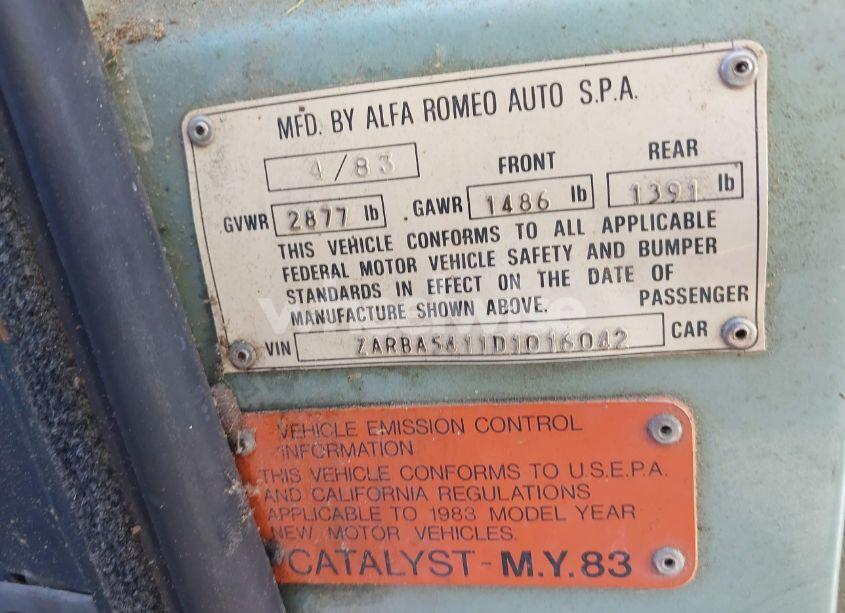 MFD. BY ALFA ROMEO AUTO S.P.A.
4/83
FRONT
REAR
GVWR 2877 lb
GAWR 1486 lb
1391 lb
THIS VEHICLE CONFORMS TO ALL APPLICABLE
FEDERAL MOTOR VEHICLE SAFETY AND BUMPER
STANDARDS IN EFFECT ON THE DATE OF
MANUFACTURE SHOWN ABOVE.
PASSENGER
VIN ZARBA5411D1016042 CAR
VEHICLE EMISSION CONTROL
INFORMATION
THIS VEHICLE CONFORMS TO U.S.E.P.A.
AND CALIFORNIA REGULATIONS
APPLICABLE TO 1983 MODEL YEAR
NEW MOTOR VEHICLES.
CATALYST - M.Y.83